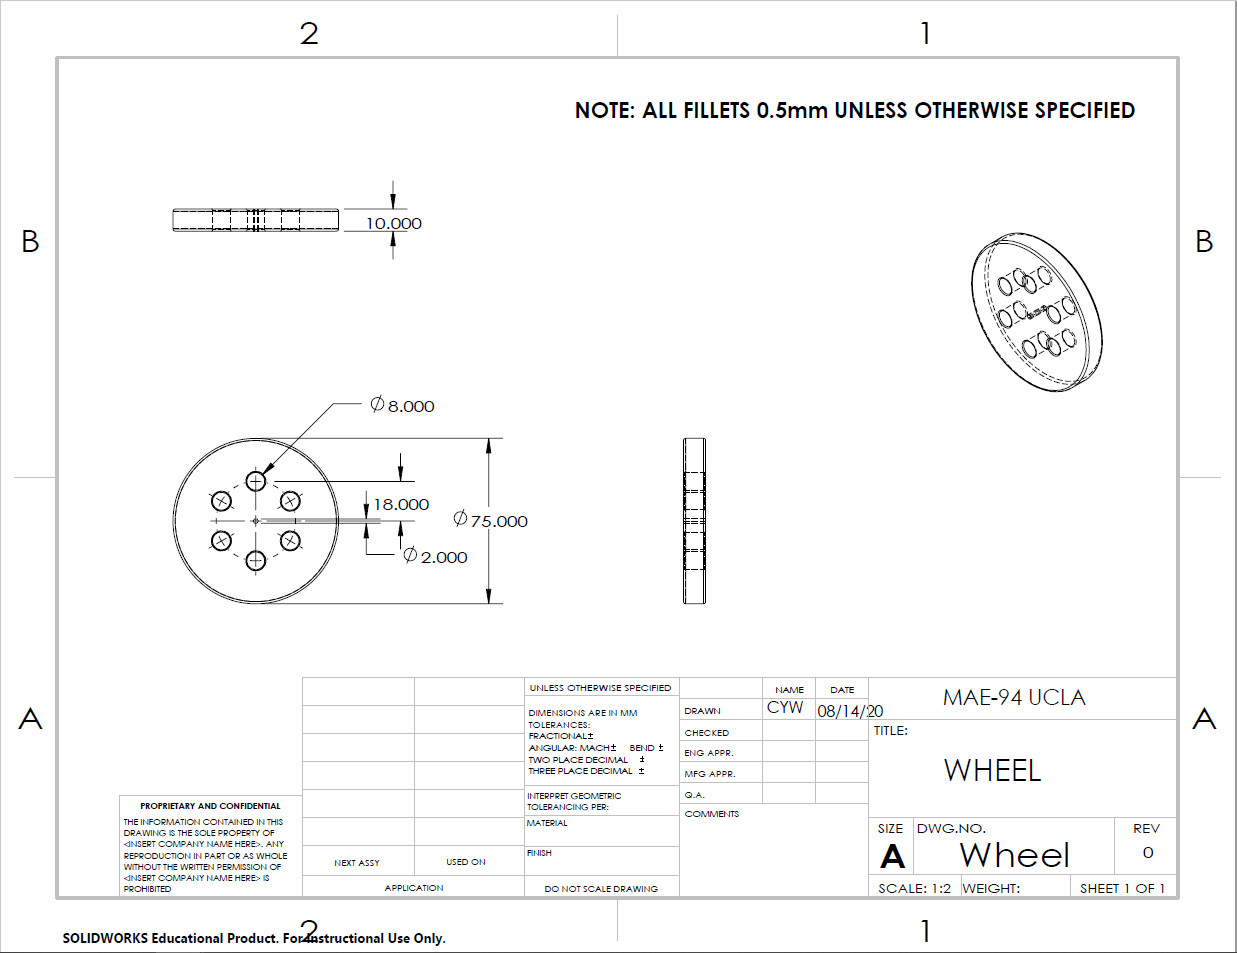 2 1
NOTE: ALL FILLETS 0.5mm UNLESS OTHERWISE SPECIFIED
10.000
B B
Ø8.000
18.000
Ø75.000
Ø2.000
A A
UNLESS OTHERWISE SPECIFIED
DIMENSIONS ARE IN MM
TOLERANCES:
FRACTIONAL±
ANGULAR: MACH± BEND ±
TWO PLACE DECIMAL ±
THREE PLACE DECIMAL ±
INTERPRET GEOMETRIC
TOLERANCING PER:
MATERIAL
FINISH
DO NOT SCALE DRAWING
NAME DATE
DRAWN CYW 08/14/20
CHECKED
ENG APPR.
MFG APPR.
Q.A.
COMMENTS
MAE-94 UCLA
TITLE:
WHEEL
SIZE DWG.NO. REV
A Wheel 0
SCALE: 1:2 WEIGHT: SHEET 1 OF 1
PROPRIETARY AND CONFIDENTIAL
THE INFORMATION CONTAINED IN THIS
DRAWING IS THE SOLE PROPERTY OF
<INSERT COMPANY NAME HERE>. ANY
REPRODUCTION IN PART OR AS WHOLE
WITHOUT THE WRITTEN PERMISSION OF
<INSERT COMPANY NAME HERE> IS
PROHIBITED
NEXT ASSY USED ON
APPLICATION
2 1
SOLIDWORKS Educational Product. For Instructional Use Only.